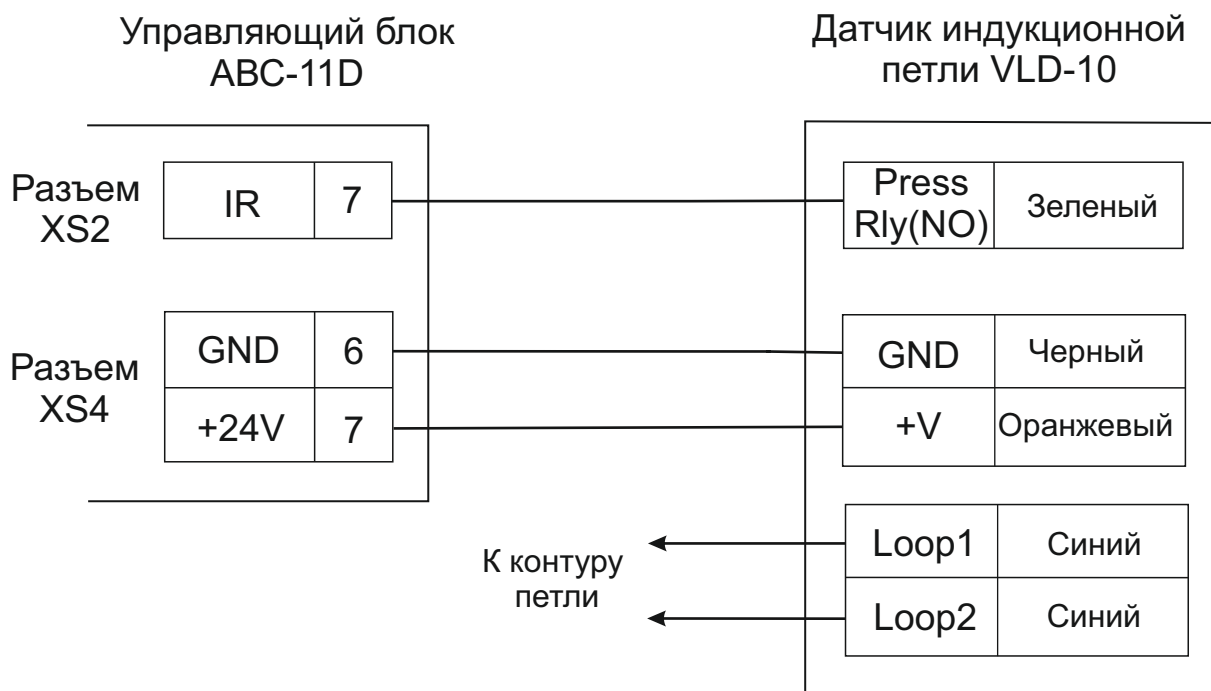 Управляющий блок
ABC-11D
Датчик индукционной
петли VLD-10
Разъем
XS2
IR 7
Press
Rly(NO)
Зеленый
Разъем
XS4
GND 6
+24V 7
GND Черный
+V Оранжевый
К контуру
петли
Loop1 Синий
Loop2 Синий